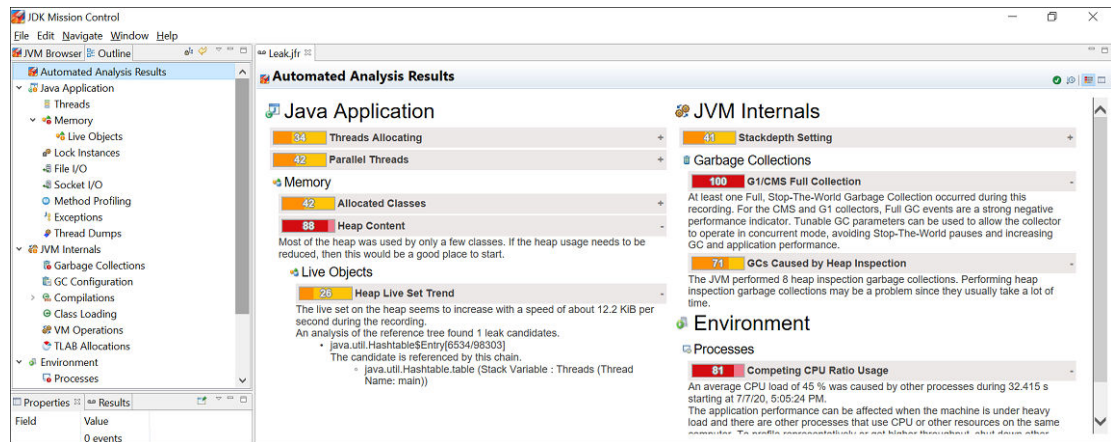 JDK Mission Control
File Edit Navigate Window Help
JVM Browser Outline
Automated Analysis Results
Java Application
Threads
Memory
Live Objects
Lock Instances
File I/O
Socket I/O
Method Profiling
Exceptions
Thread Dumps
JVM Internals
Garbage Collections
GC Configuration
Compilations
Class Loading
VM Operations
TLAB Allocations
Environment
Processes
Properties Results
Field Value
0 events
Leak.jfr
Automated Analysis Results
Java Application
34 Threads Allocating +
42 Parallel Threads +
Memory
42 Allocated Classes +
88 Heap Content -
Most of the heap was used by only a few classes. If the heap usage needs to be
reduced, then this would be a good place to start.
Live Objects
26 Heap Live Set Trend -
The live set on the heap seems to increase with a speed of about 12.2 KiB per
second during the recording.
An analysis of the reference tree found 1 leak candidates.
• java.util.Hashtable$Entry[6534/98303]
The candidate is referenced by this chain.
◦ java.util.Hashtable.table (Stack Variable : Threads (Thread
Name: main))
JVM Internals
41 Stackdepth Setting +
Garbage Collections
100 G1/CMS Full Collection -
At least one Full, Stop-The-World Garbage Collection occurred during this
recording. For the CMS and G1 collectors, Full GC events are a strong negative
performance indicator. Tunable GC parameters can be used to allow the collector
to operate in concurrent mode, avoiding Stop-The-World pauses and increasing
GC and application performance.
71 GCs Caused by Heap Inspection -
The JVM performed 8 heap inspection garbage collections. Performing heap
inspection garbage collections may be a problem since they usually take a lot of
time.
Environment
Processes
81 Competing CPU Ratio Usage -
An average CPU load of 45 % was caused by other processes during 32.415 s
starting at 7/7/20, 5:05:24 PM.
The application performance can be affected when the machine is under heavy
load and there are other processes that use CPU or other resources on the same
computer. To profile representatively or get higher throughput, shut down other